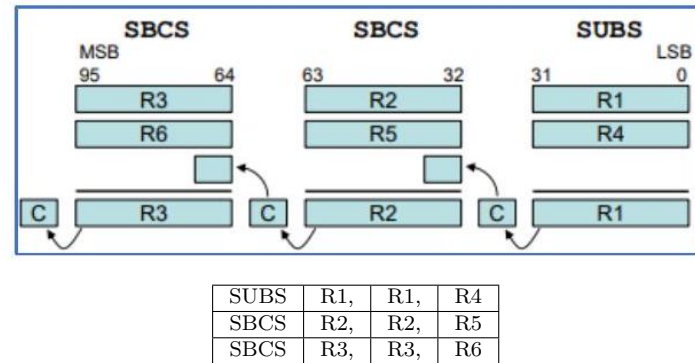 SBCS SBCS SUBS
MSB LSB
95 64 63 32 31 0
R3 R2 R1
R6 R5 R4
C R3 C R2 C R1
SUBS R1, R1, R4
SBCS R2, R2, R5
SBCS R3, R3, R6